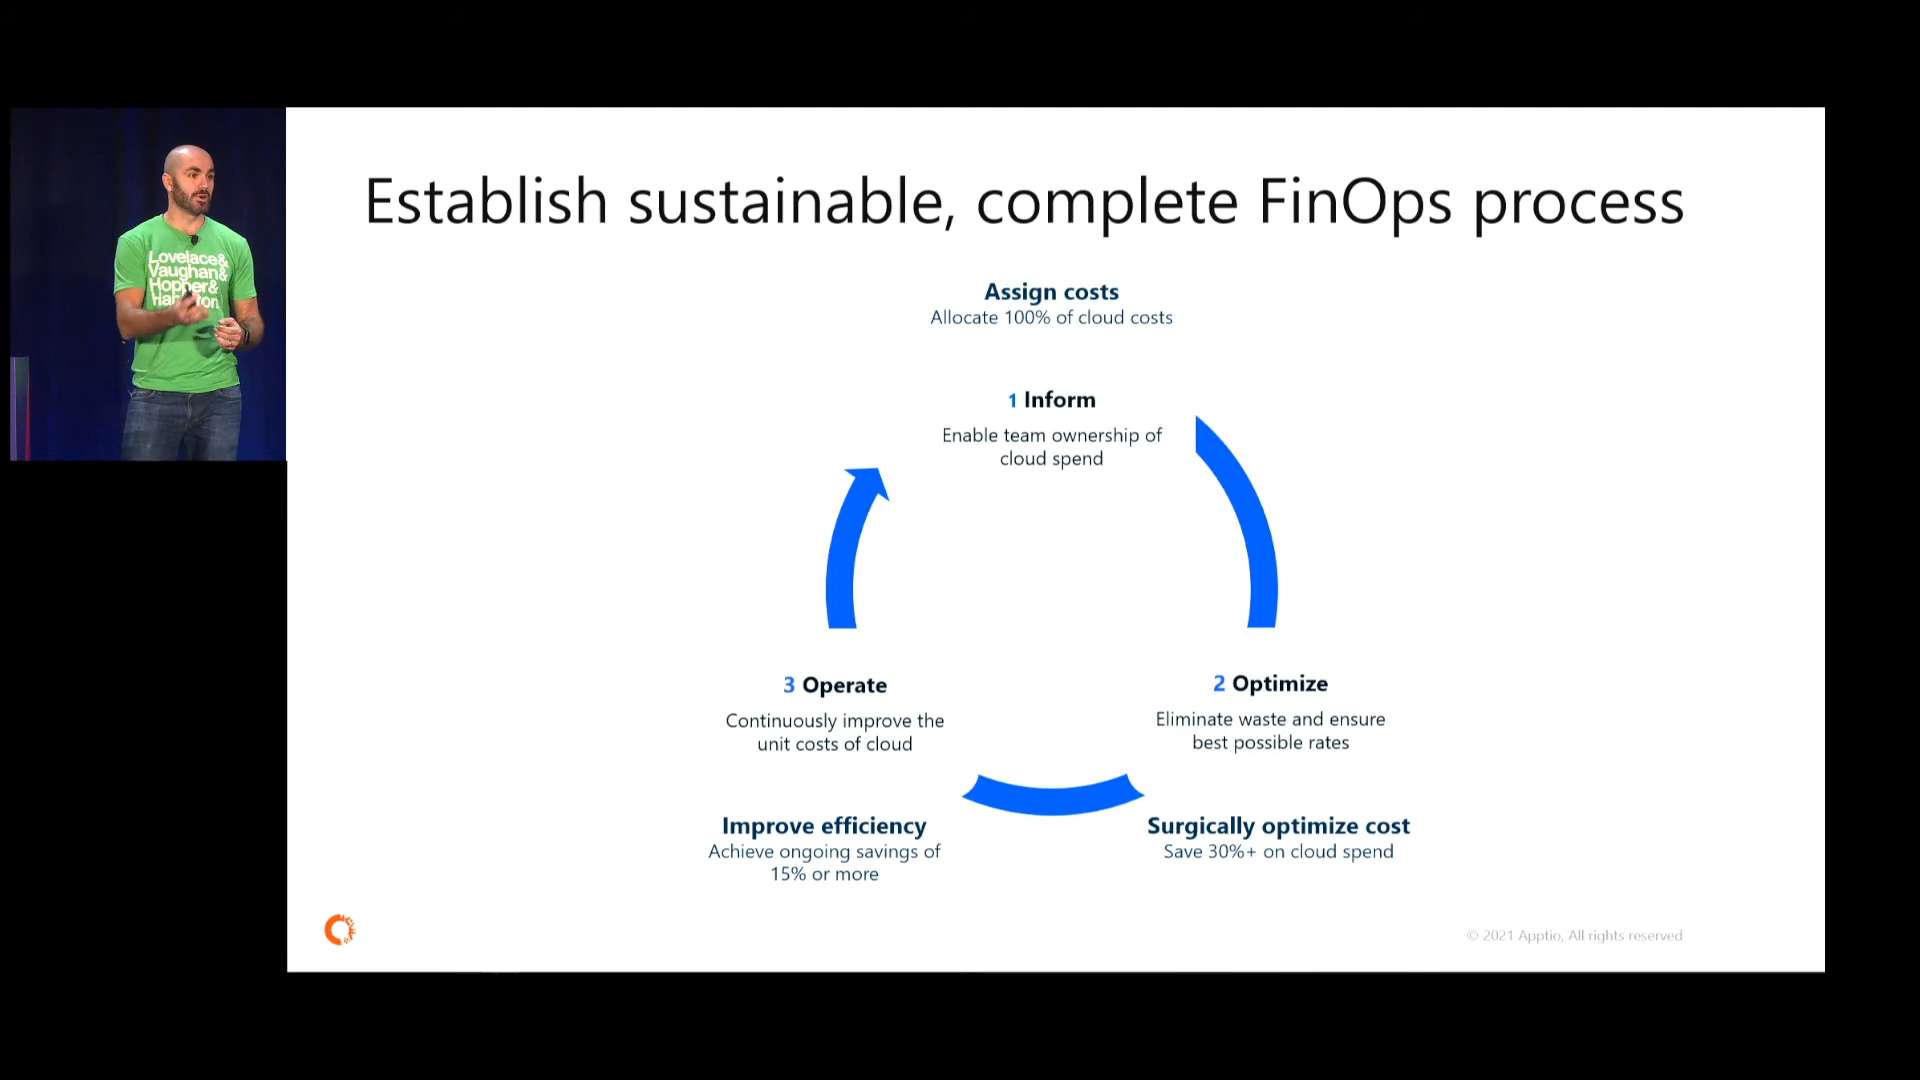 Establish sustainable, complete FinOps process
Lovelace&
Vaughan&
Hopper&
Assign costs
Allocate 100% of cloud costs
1 Inform
Enable team ownership of
cloud spend
3 Operate
Continuously improve the
unit costs of cloud
2 Optimize
Eliminate waste and ensure
best possible rates
Improve efficiency
Achieve ongoing savings of
15% or more
Surgically optimize cost
Save 30%+ on cloud spend
© 2021 Apptio, All rights reserved